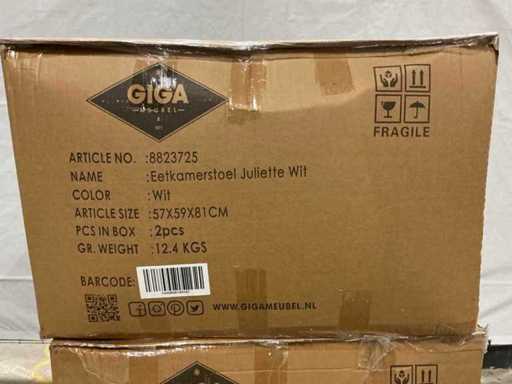 GIGA
MEUBEL
FRAGILE
ARTICLE NO. :8823725
NAME :Eetkamerstoel Juliette Wit
COLOR :Wit
ARTICLE SIZE :57X59X81CM
PCS IN BOX :2pcs
GR. WEIGHT :12.4 KGS
BARCODE:
WWW.GIGAMEUBEL.NL
GIGA